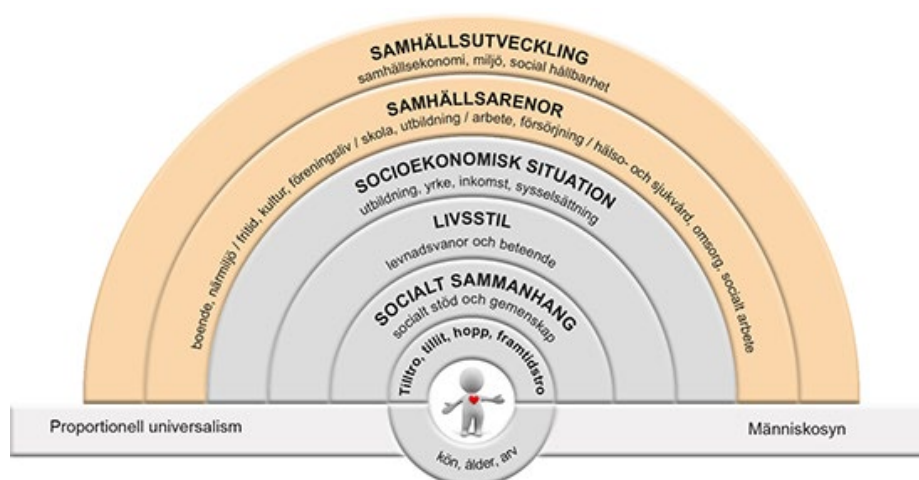 SAMHÄLLSUTVECKLING
samhällsekonomi, miljö, social hållbarhet
SAMHÄLLSARENOR
boende, närmiljö / fritid, kultur, föreningsliv / skola, utbildning / arbete, försörjning / hälso- och sjukvård, omsorg, socialt arbete
SOCIOEKONOMISK SITUATION
utbildning, yrke, inkomst, sysselsättning
LIVSSTIL
levnadsvanor och beteende
SOCIALT SAMMANHANG
socialt stöd och gemenskap
Tilltro, tillit, hopp, framtidstro
Proportionell universalism
Människosyn
kön, ålder, arv